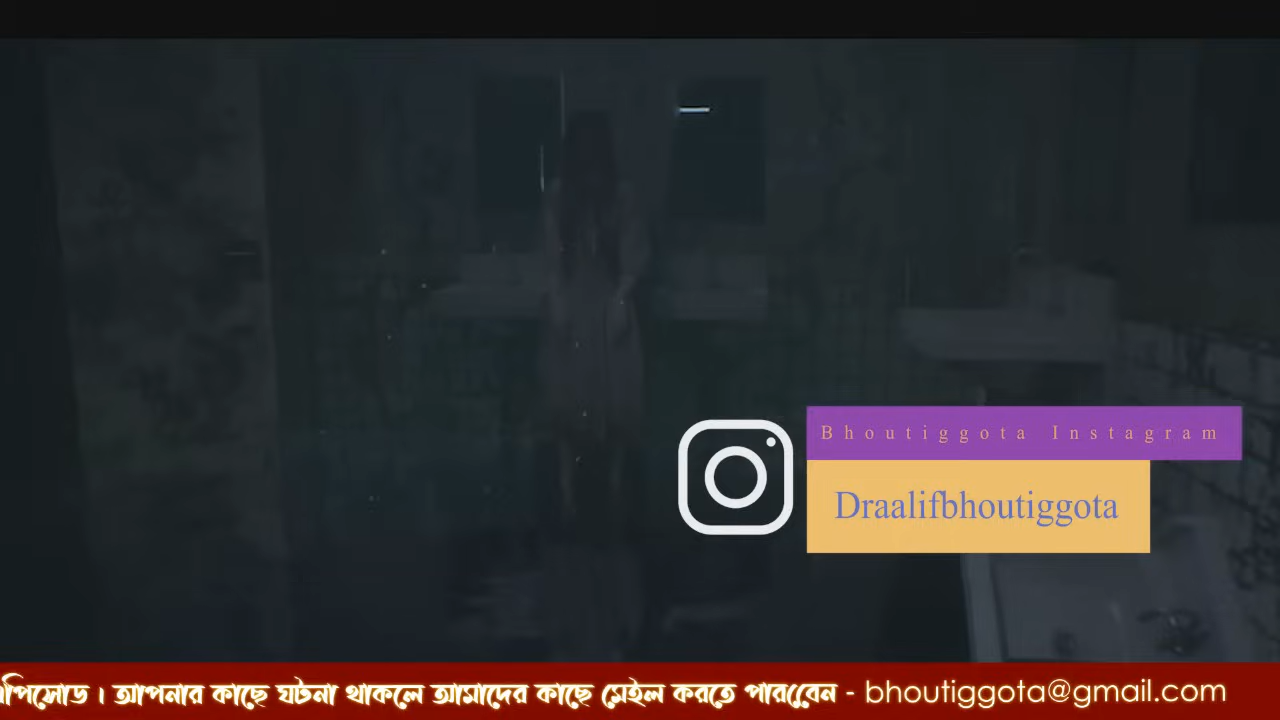 Bhoutiggota Instagram
Draalifbhoutiggota
পিসোড। আপনার কাছে ঘটনা থাকলে আমাদের কাছে মেইল করতে পারবেন - bhoutiggota@gmail.com